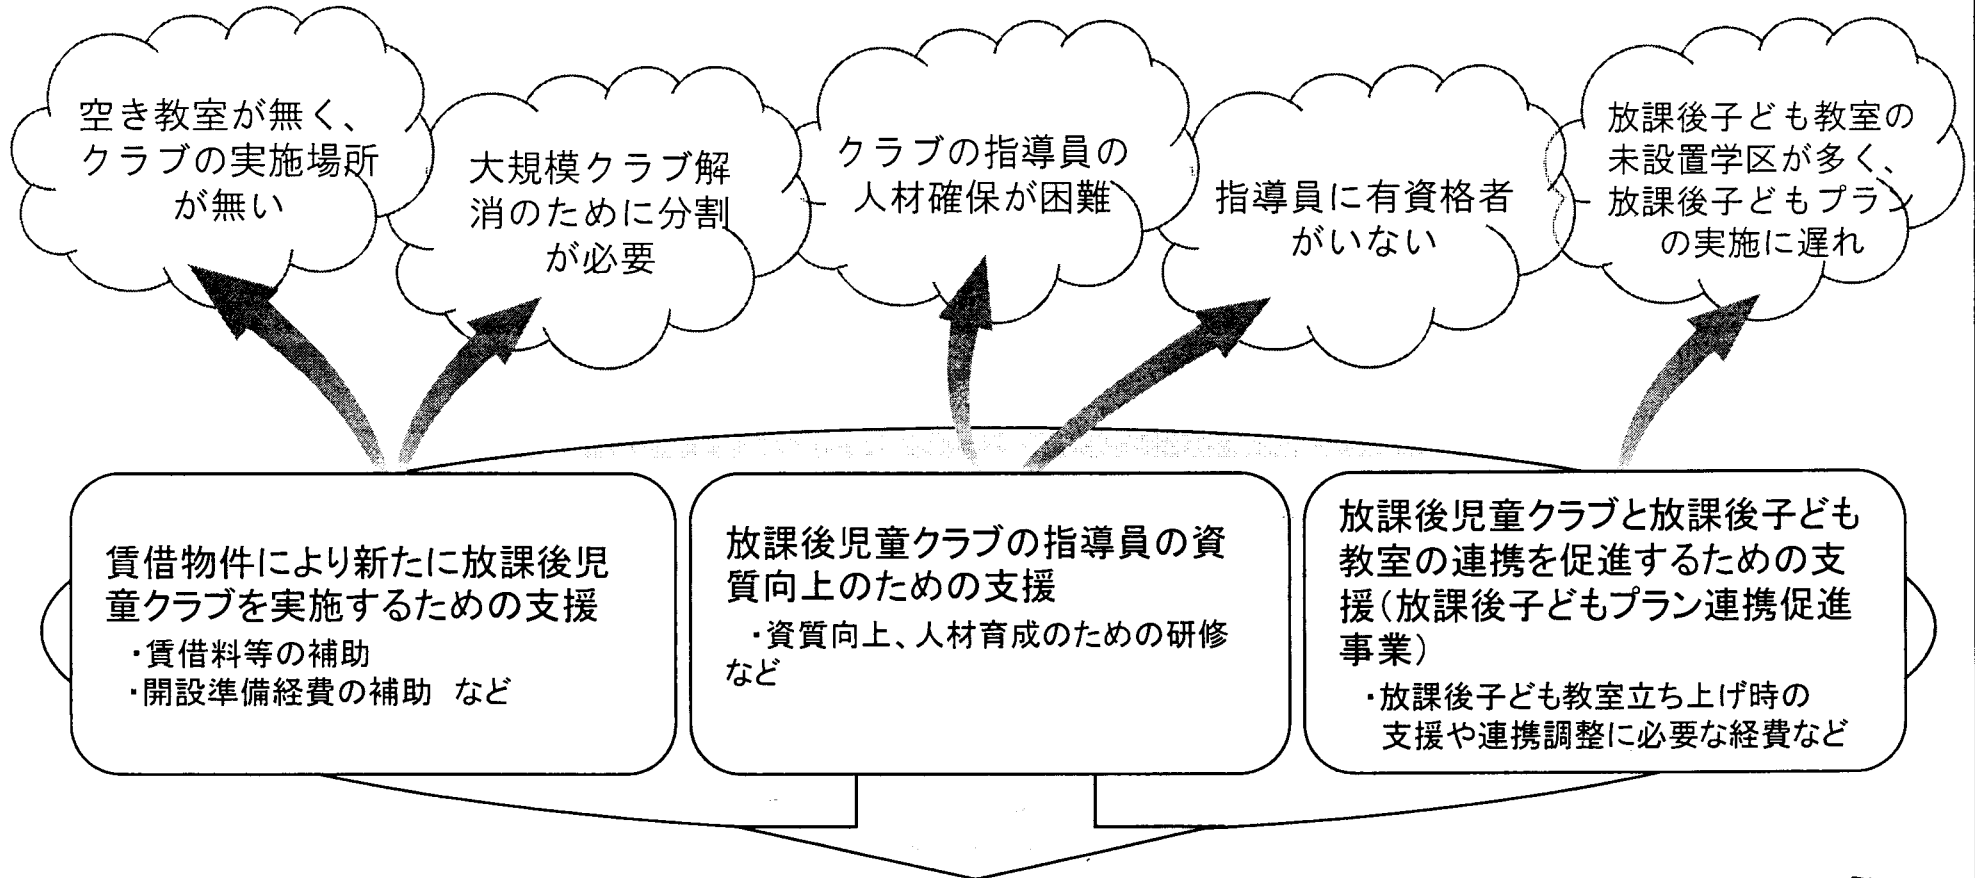 空き教室が無く、
クラブの実施場所
が無い
大規模クラブ解
消のために分割
が必要
クラブの指導員の
人材確保が困難
指導員に有資格者
がいない
放課後子ども教室の
未設置学区が多く、
放課後子どもプラン
の実施に遅れ
賃借物件により新たに放課後児
童クラブを実施するための支援
・賃借料等の補助
・開設準備経費の補助 など
放課後児童クラブの指導員の資
質向上のための支援
・資質向上、人材育成のための研修
など
放課後児童クラブと放課後子ども
教室の連携を促進するための支
援(放課後子どもプラン連携促進
事業)
・放課後子ども教室立ち上げ時の
支援や連携調整に必要な経費など